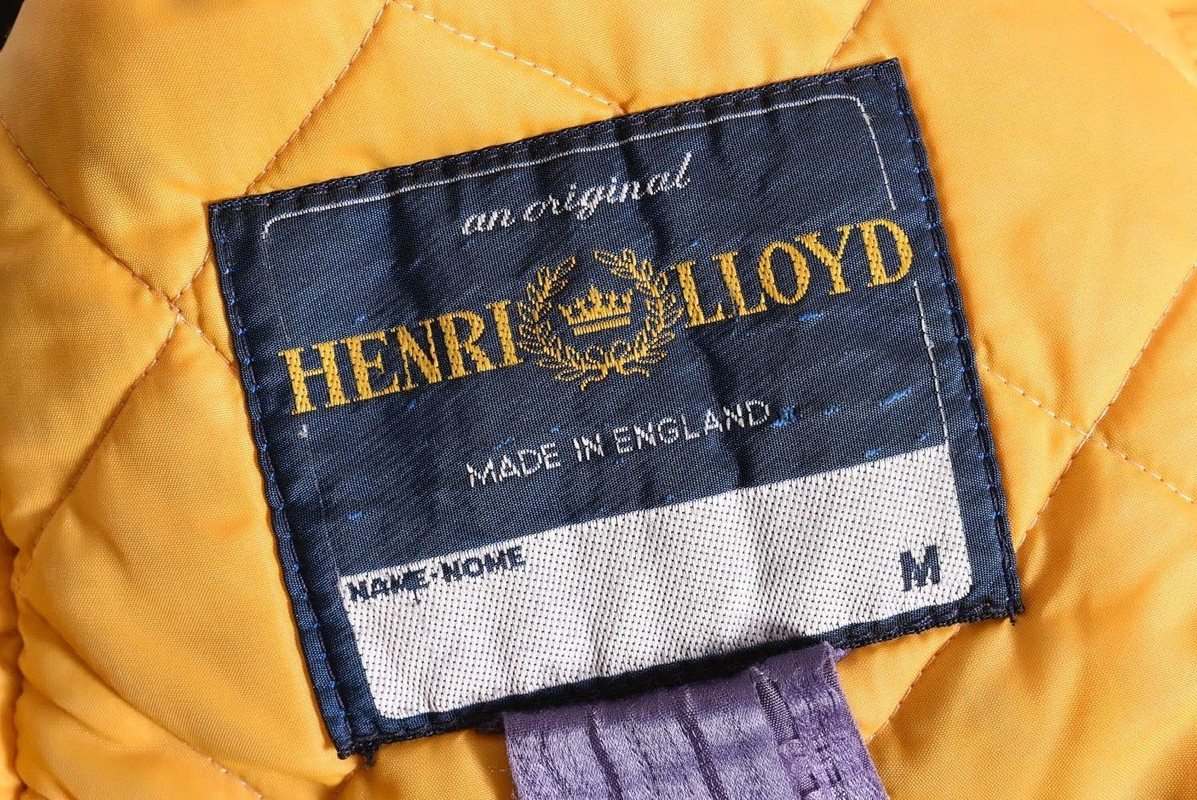 an original
HENRI LLOYD
MADE IN ENGLAND
NAME·NOME
M